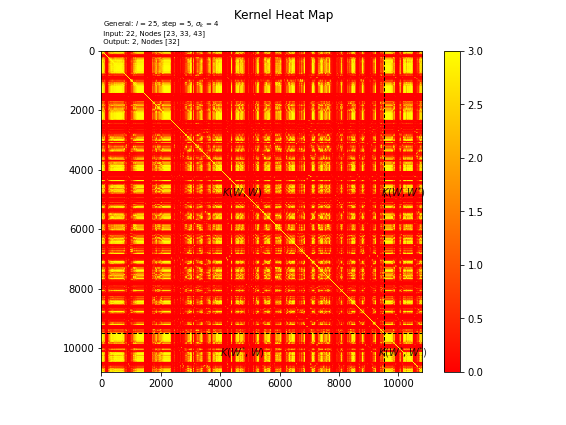 Kernel Heat Map
General: l = 25, step = 5, σε = 4
Input: 22, Nodes [23, 33, 43]
Output: 2, Nodes [32]
0
2000
4000
6000
8000
10000
0
2000
4000
6000
8000
10000
K(W, W)
K(W, W*)
K(W*, W)
K(W*, W*)
3.0
2.5
2.0
1.5
1.0
0.5
0.0